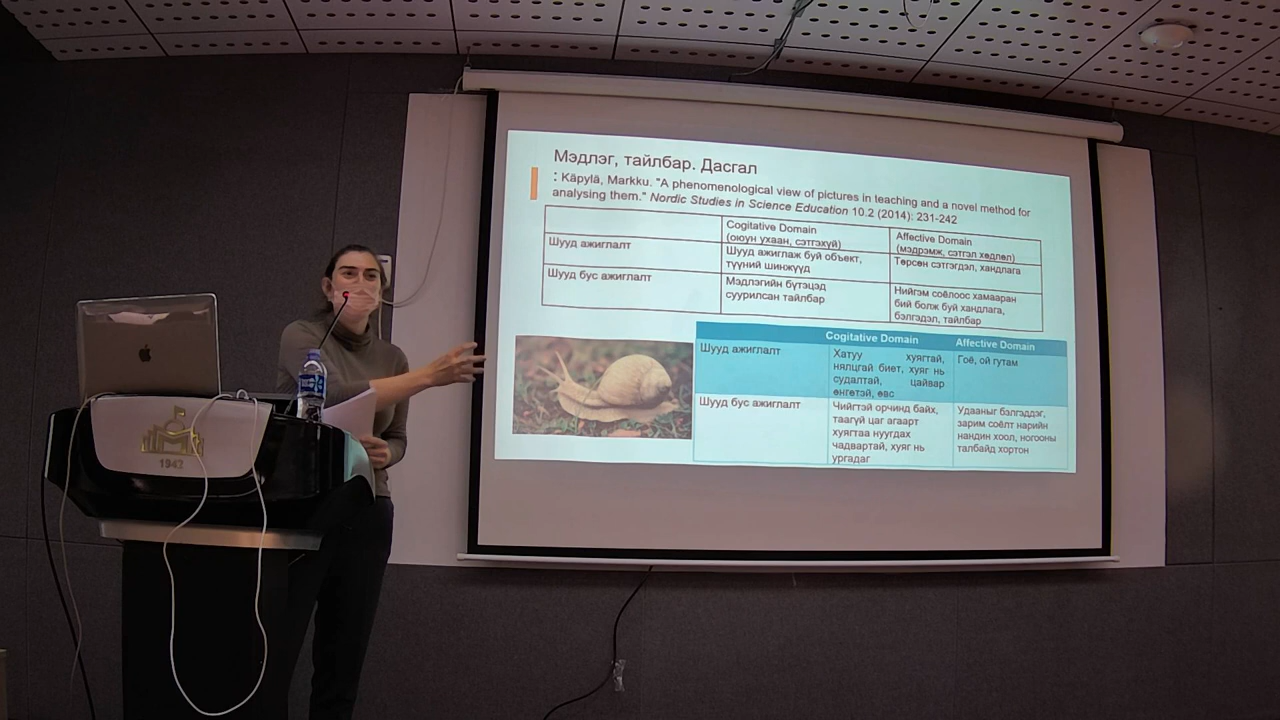 Мэдлэг, тайлбар. Дасгал
: Käpylä, Markku. "A phenomenological view of pictures in teaching and a novel method for
analysing them." Nordic Studies in Science Education 10.2 (2014): 231-242
Cogitative Domain
(оюун ухаан, сэтгэхүй)
Affective Domain
(мэдрэмж, сэтгэл хөдлөл)
Шууд ажиглалт
Шууд ажиглаж буй объект,
түүний шинжүүд
Төрсөн сэтгэгдэл, хандлага
Шууд бус ажиглалт
Мэдлэгийн бүтэцэд
суурилсан тайлбар
Нийгэм соёлоос хамааран
бий болж буй хандлага,
бэлгэдэл, тайлбар
Cogitative Domain
Affective Domain
Шууд ажиглалт
Хатуу хуягтай,
нялцгай биет, хуяг нь
судалтай, цайвар
өнгөтэй, өвс
Гоё, ой гутам
Шууд бус ажиглалт
Чийгтэй орчинд байх,
таагүй цаг агаарт
хуягтаа нуугдах
чадвартай, хуяг нь
ургадаг
Удааныг бэлгэддэг,
зарим соёлт нарийн
нандин хоол, ногооны
талбайд хортон
1942